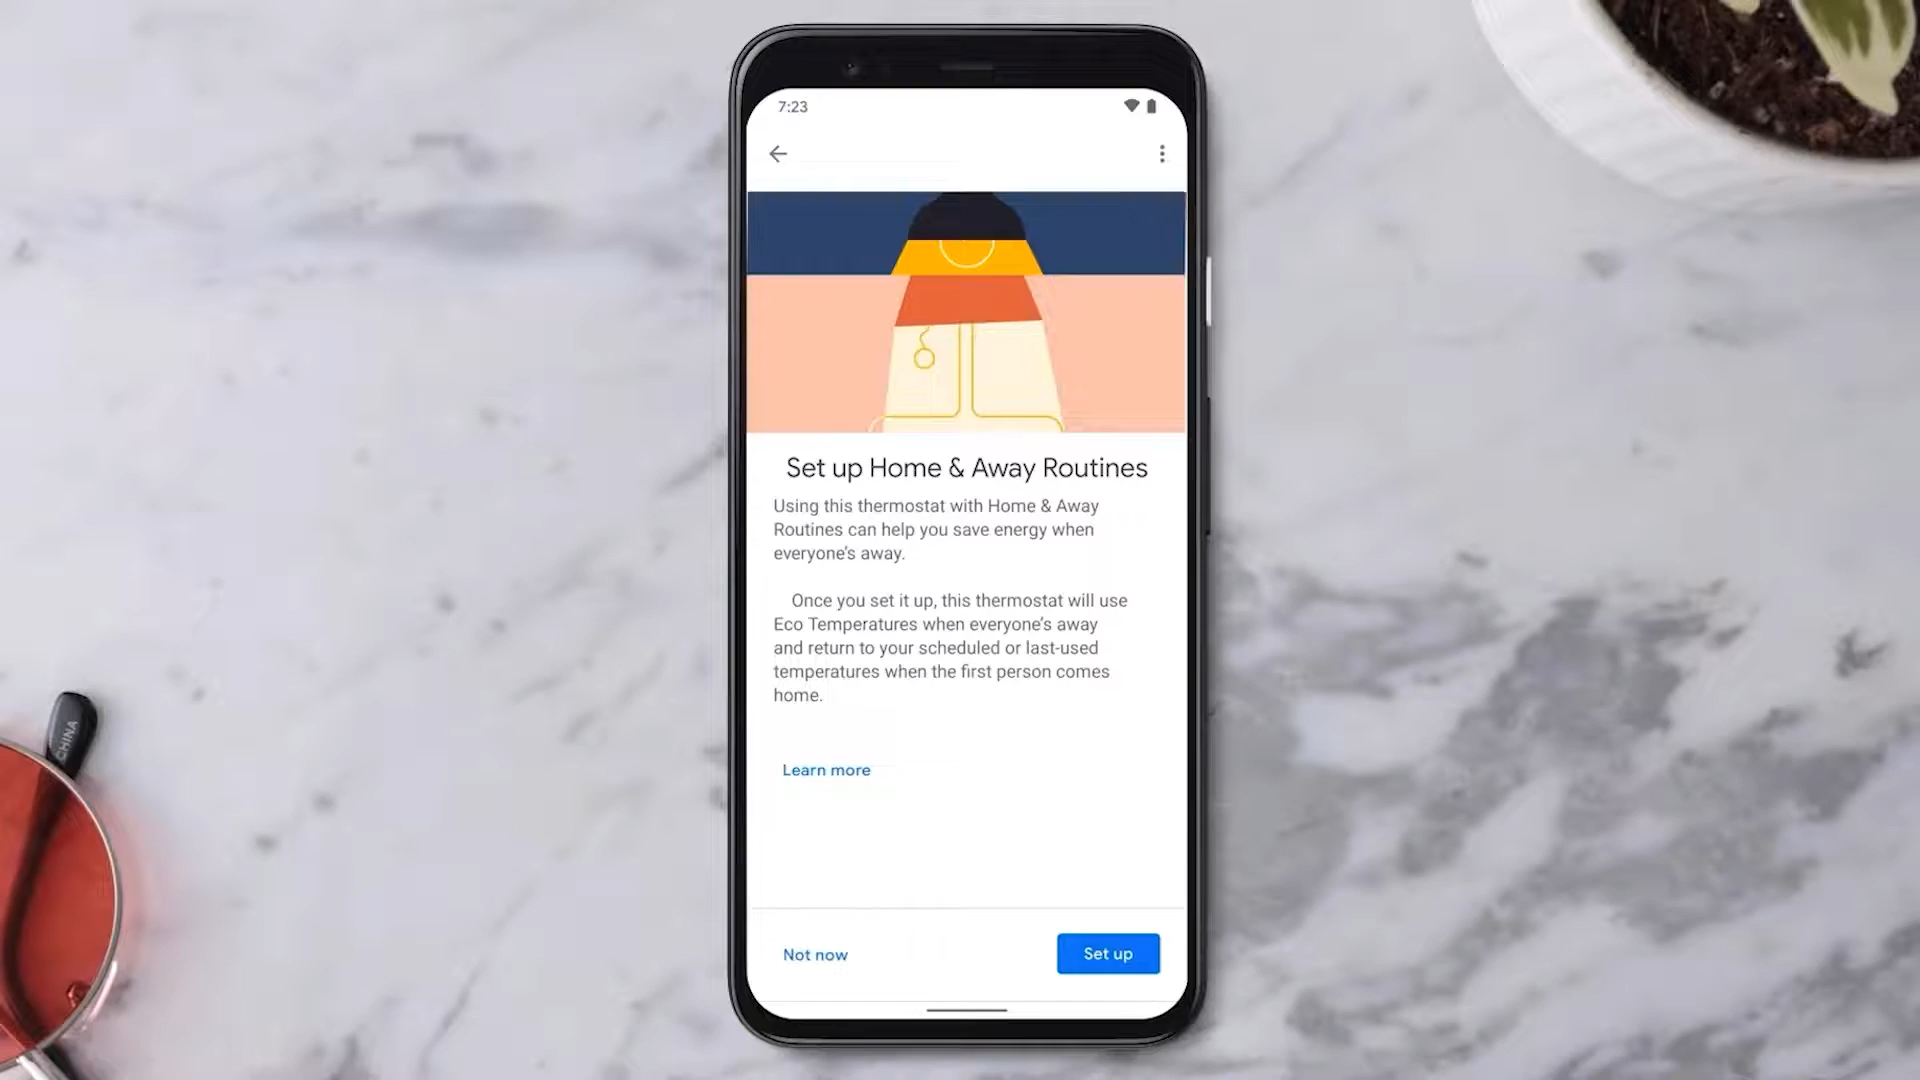 7:23
Set up Home & Away Routines
Using this thermostat with Home & Away
Routines can help you save energy when
everyone's away.
Once you set it up, this thermostat will use
Eco Temperatures when everyone's away
and return to your scheduled or last-used
temperatures when the first person comes
home.
Learn more
Not now
Set up
CHINA